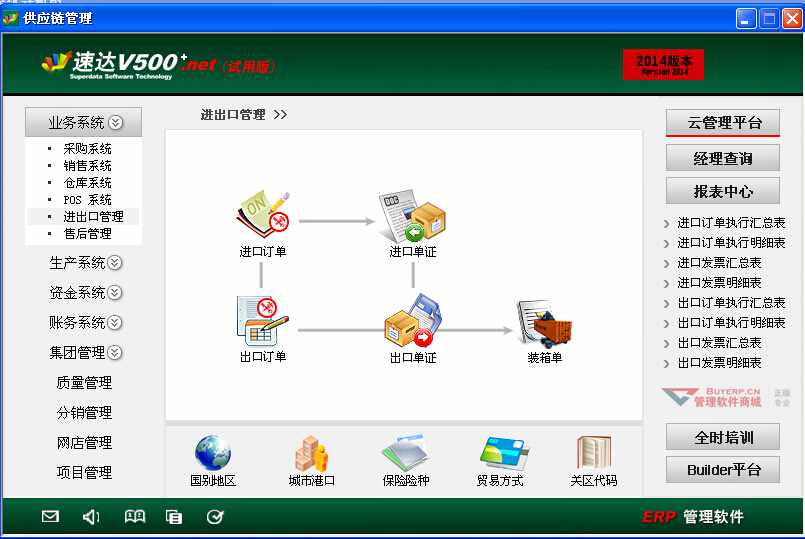 供应链管理
速达V500+.net(试用版)
Superdata Software Technology
2014版本
Version 2014
业务系统
采购系统
销售系统
仓库系统
POS 系统
进出口管理
售后管理
生产系统
资金系统
账务系统
集团管理
质量管理
分销管理
网店管理
项目管理
进出口管理 >>
ON
DOC
进口订单
进口单证
出口订单
出口单证
装箱单
国别地区
城市港口
保险险种
贸易方式
关区代码
云管理平台
经理查询
报表中心
进口订单执行汇总表
进口订单执行明细表
进口发票汇总表
进口发票明细表
出口订单执行汇总表
出口订单执行明细表
出口发票汇总表
出口发票明细表
BUYERP.CN
管理软件商城
正版
专业
全时培训
Builder平台
ERP 管理软件